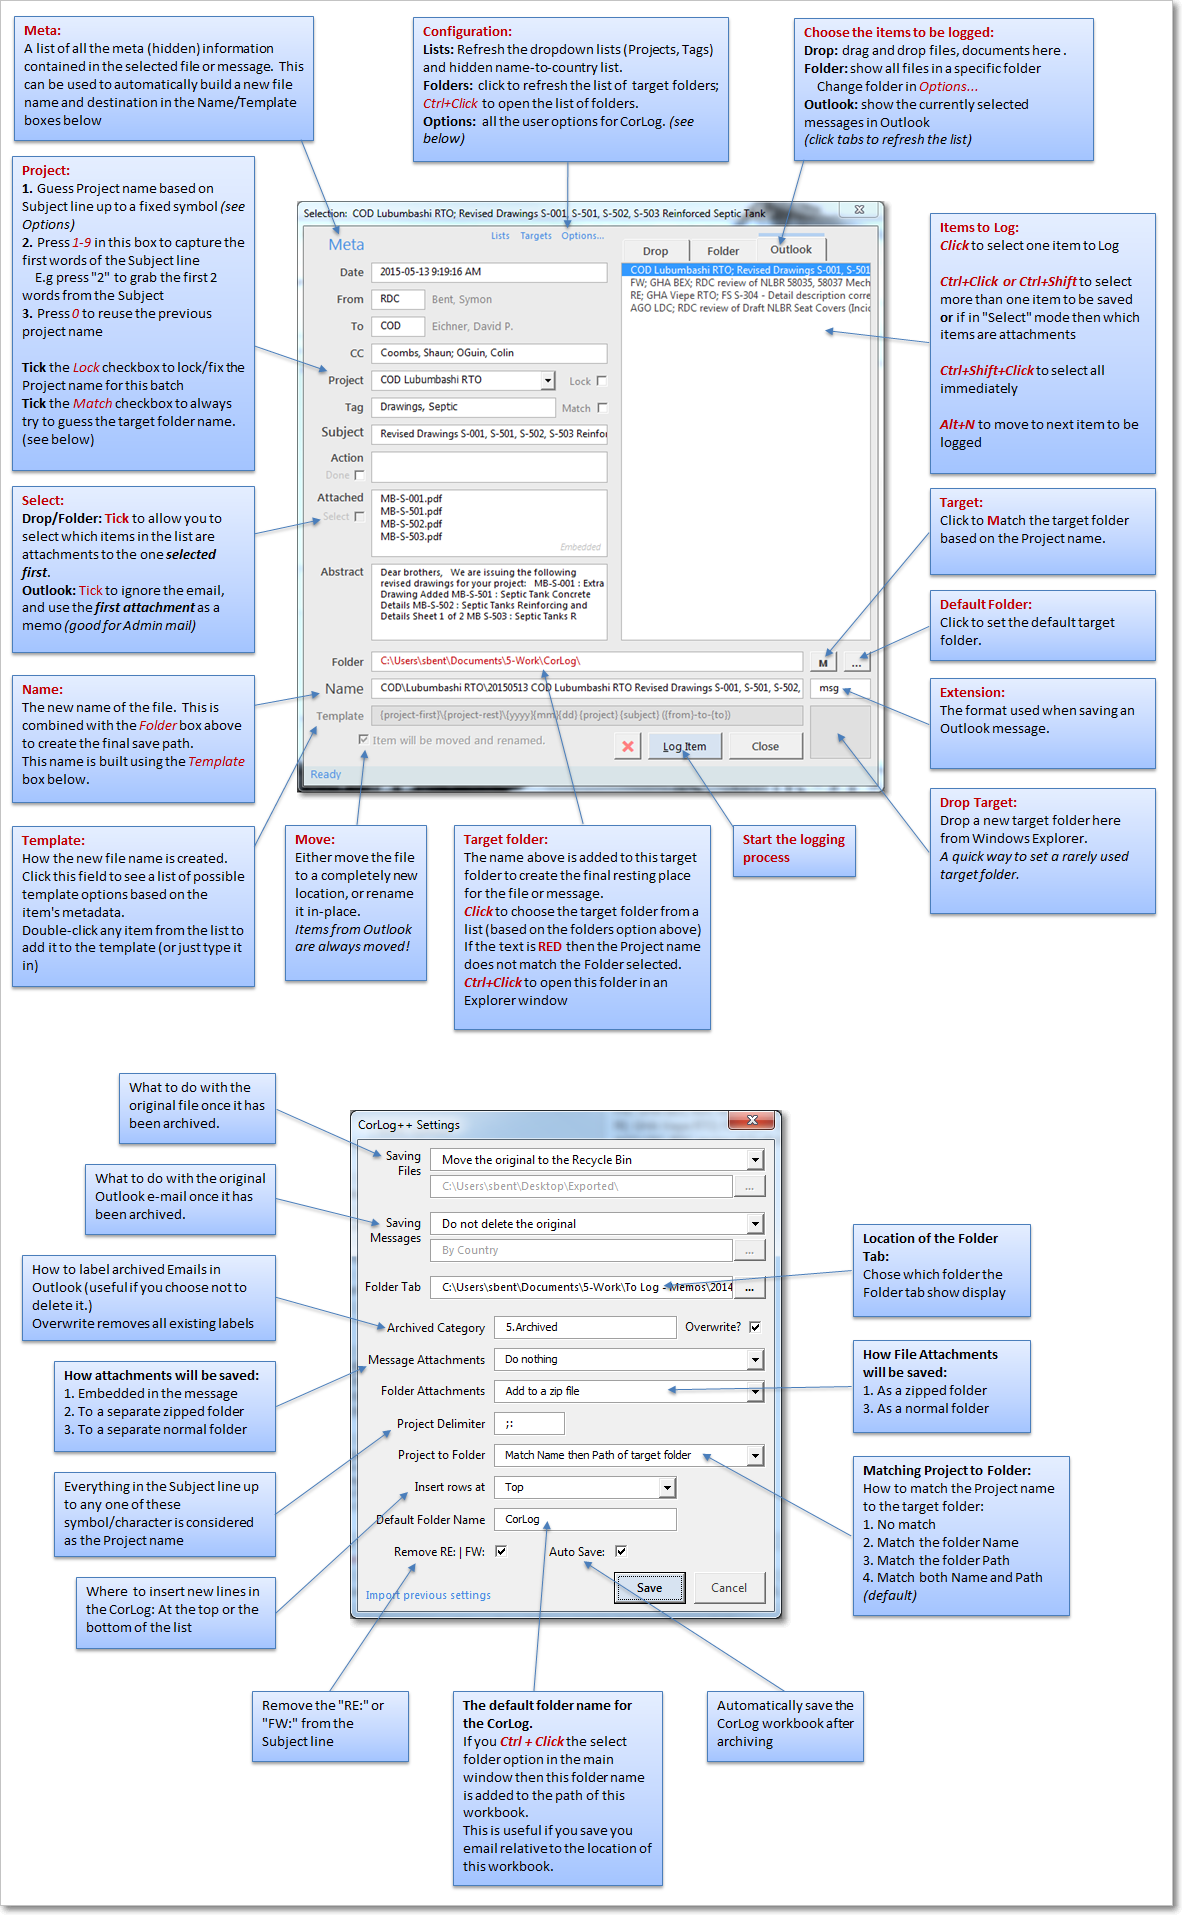 Meta:
A list of all the meta (hidden) information
contained in the selected file or message. This
can be used to automatically build a new file
name and destination in the Name/Template
boxes below
Configuration:
Lists: Refresh the dropdown lists (Projects, Tags)
and hidden name-to-country list.
Folders: click to refresh the list of target folders;
Ctrl+Click to open the list of folders.
Options: all the user options for CorLog. (see
below)
Choose the items to be logged:
Drop: drag and drop files, documents here .
Folder: show all files in a specific folder
Change folder in Options...
Outlook: show the currently selected
messages in Outlook
(click tabs to refresh the list)
Project:
1. Guess Project name based on
Subject line up to a fixed symbol (see
Options)
2. Press 1-9 in this box to capture the
first words of the Subject line
E.g press "2" to grab the first 2
words from the Subject
3. Press 0 to reuse the previous
project name
Tick the Lock checkbox to lock/fix the
Project name for this batch
Tick the Match checkbox to always
try to guess the target folder name.
(see below)
Select:
Drop/Folder: Tick to allow you to
select which items in the list are
attachments to the one selected
first.
Outlook: Tick to ignore the email,
and use the first attachment as a
memo (good for Admin mail)
Name:
The new name of the file. This is
combined with the Folder box above
to create the final save path.
This name is built using the Template
box below.
Template:
How the new file name is created.
Click this field to see a list of possible
template options based on the
item's metadata.
Double-click any item from the list to
add it to the template (or just type it
in)
Selection: COD Lubumbashi RTO; Revised Drawings S-001, S-501, S-502, S-503 Reinforced Septic Tank
Meta
Lists Targets Options...
Drop Folder Outlook
Date 2015-05-13 9:19:16 AM
From RDC Bent, Symon
To COD Eichner, David P.
CC Coombs, Shaun; OGuin, Colin
Project COD Lubumbashi RTO Lock
Tag Drawings, Septic Match
Subject Revised Drawings S-001, S-501, S-502, S-503 Reinfor
Action
Done
Attached MB-S-001.pdf
Select MB-S-501.pdf
MB-S-502.pdf
MB-S-503.pdf
Embedded
Abstract Dear brothers, We are issuing the following
revised drawings for your project: MB-S-001 : Extra
Drawing Added MB-S-501 : Septic Tank Concrete
Details MB-S-502 : Septic Tanks Reinforcing and
Details Sheet 1 of 2 MB S-503 : Septic Tanks R
COD Lubumbashi RTO; Revised Drawings S-001, S-501
FW; GHA BEX; RDC review of NLBR 58035, 58037 Mech
RE; GHA Viepe RTO; FS S-304 - Detail description corre
AGO LDC; RDC review of Draft NLBR Seat Covers (Incic
Folder C:\Users\sbent\Documents\5-Work\CorLog\ M ...
Name COD\Lubumbashi RTO\20150513 COD Lubumbashi RTO Revised Drawings S-001, S-501, S-502, msg
Template {project-first}\{project-rest}\{yyyy}{mm}{dd} {project} {subject} ({from}-to-{to})
Item will be moved and renamed.
Log Item Close
Ready
Items to Log:
Click to select one item to Log
Ctrl+Click or Ctrl+Shift to select
more than one item to be saved
or if in "Select" mode then which
items are attachments
Ctrl+Shift+Click to select all
immediately
Alt+N to move to next item to be
logged
Target:
Click to Match the target folder
based on the Project name.
Default Folder:
Click to set the default target
folder.
Extension:
The format used when saving an
Outlook message.
Drop Target:
Drop a new target folder here
from Windows Explorer.
A quick way to set a rarely used
target folder.
Move:
Either move the file
to a completely new
location, or rename
it in-place.
Items from Outlook
are always moved!
Target folder:
The name above is added to this target
folder to create the final resting place
for the file or message.
Click to choose the target folder from a
list (based on the folders option above)
If the text is RED then the Project name
does not match the Folder selected.
Ctrl+Click to open this folder in an
Explorer window
Start the logging
process
What to do with the
original file once it has
been archived.
What to do with the original
Outlook e-mail once it has
been archived.
How to label archived Emails in
Outlook (useful if you choose not to
delete it.)
Overwrite removes all existing labels
How attachments will be saved:
1. Embedded in the message
2. To a separate zipped folder
3. To a separate normal folder
Everything in the Subject line up
to any one of these
symbol/character is considered
as the Project name
Where to insert new lines in
the CorLog: At the top or the
bottom of the list
CorLog++ Settings
Saving
Files
Move the original to the Recycle Bin
C:\Users\sbent\Desktop\Exported\ ...
Saving
Messages
Do not delete the original
By Country ...
Folder Tab C:\Users\sbent\Documents\5-Work\To Log - Memos\2014 ...
Archived Category 5.Archived Overwrite?
Message Attachments Do nothing
Folder Attachments Add to a zip file
Project Delimiter ;:
Project to Folder Match Name then Path of target folder
Insert rows at Top
Default Folder Name CorLog
Remove RE: | FW: Auto Save:
Import previous settings Save Cancel
Location of the Folder
Tab:
Chose which folder the
Folder tab show display
How File Attachments
will be saved:
1. As a zipped folder
3. As a normal folder
Matching Project to Folder:
How to match the Project name
to the target folder:
1. No match
2. Match the folder Name
3. Match the folder Path
4. Match both Name and Path
(default)
Remove the "RE:" or
"FW:" from the
Subject line
The default folder name for
the CorLog.
If you Ctrl + Click the select
folder option in the main
window then this folder name
is added to the path of this
workbook.
This is useful if you save you
email relative to the location of
this workbook.
Automatically save the
CorLog workbook after
archiving